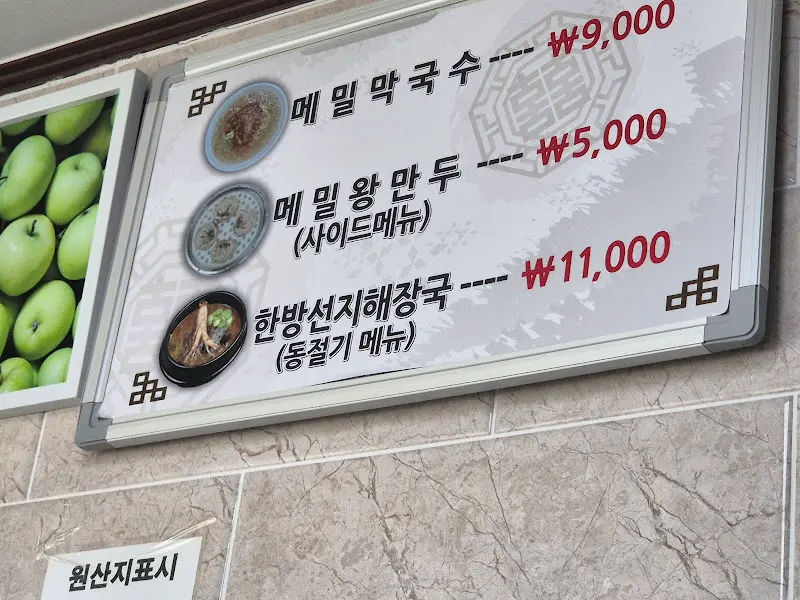 메밀막국수 ---- ₩9,000
메밀왕만두 ---- ₩5,000
(사이드메뉴)
한방선지해장국 ---- ₩11,000
(동절기 메뉴)
원산지표시